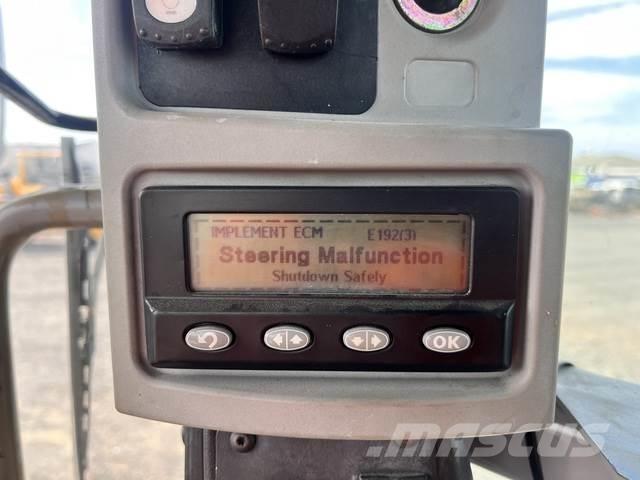 IMPLEMENT ECM E192(3)
Steering Malfunction
Shutdown Safely
OK
MASCUS